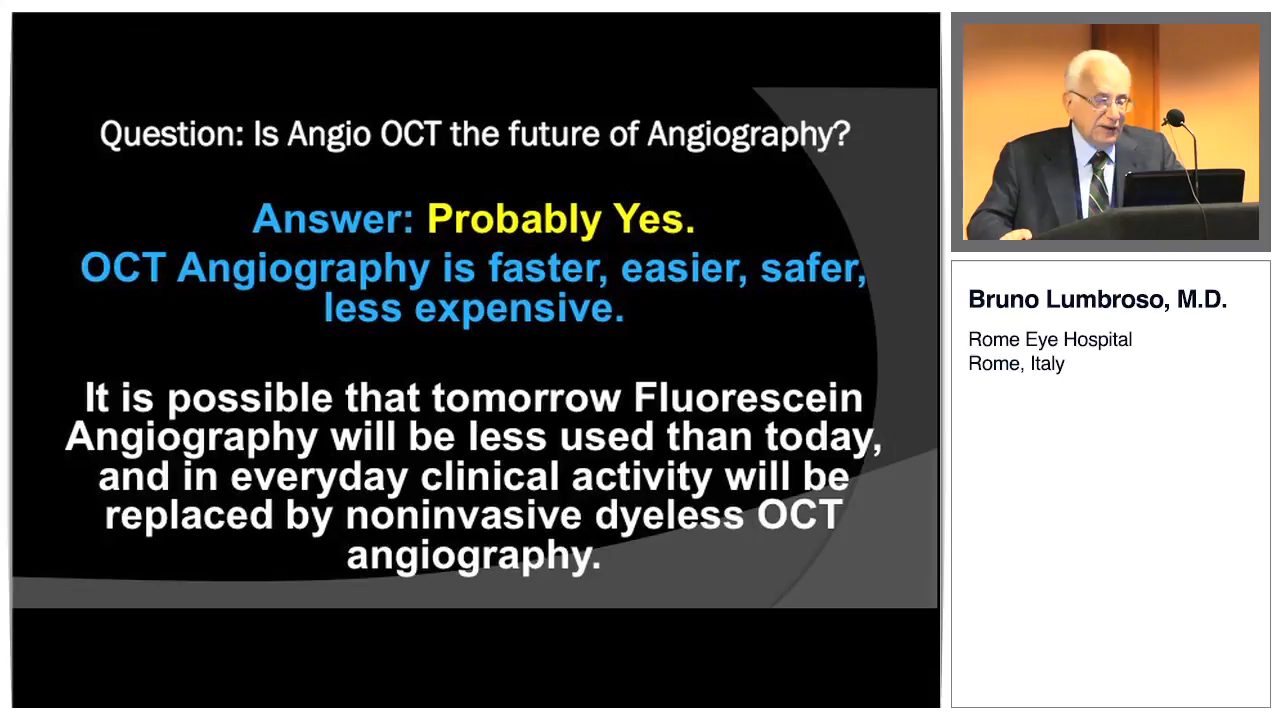 Question: Is Angio OCT the future of Angiography?
Answer: Probably Yes.
OCT Angiography is faster, easier, safer,
less expensive.
It is possible that tomorrow Fluorescein
Angiography will be less used than today,
and in everyday clinical activity will be
replaced by noninvasive dyeless OCT
angiography.
Bruno Lumbroso, M.D.
Rome Eye Hospital
Rome, Italy